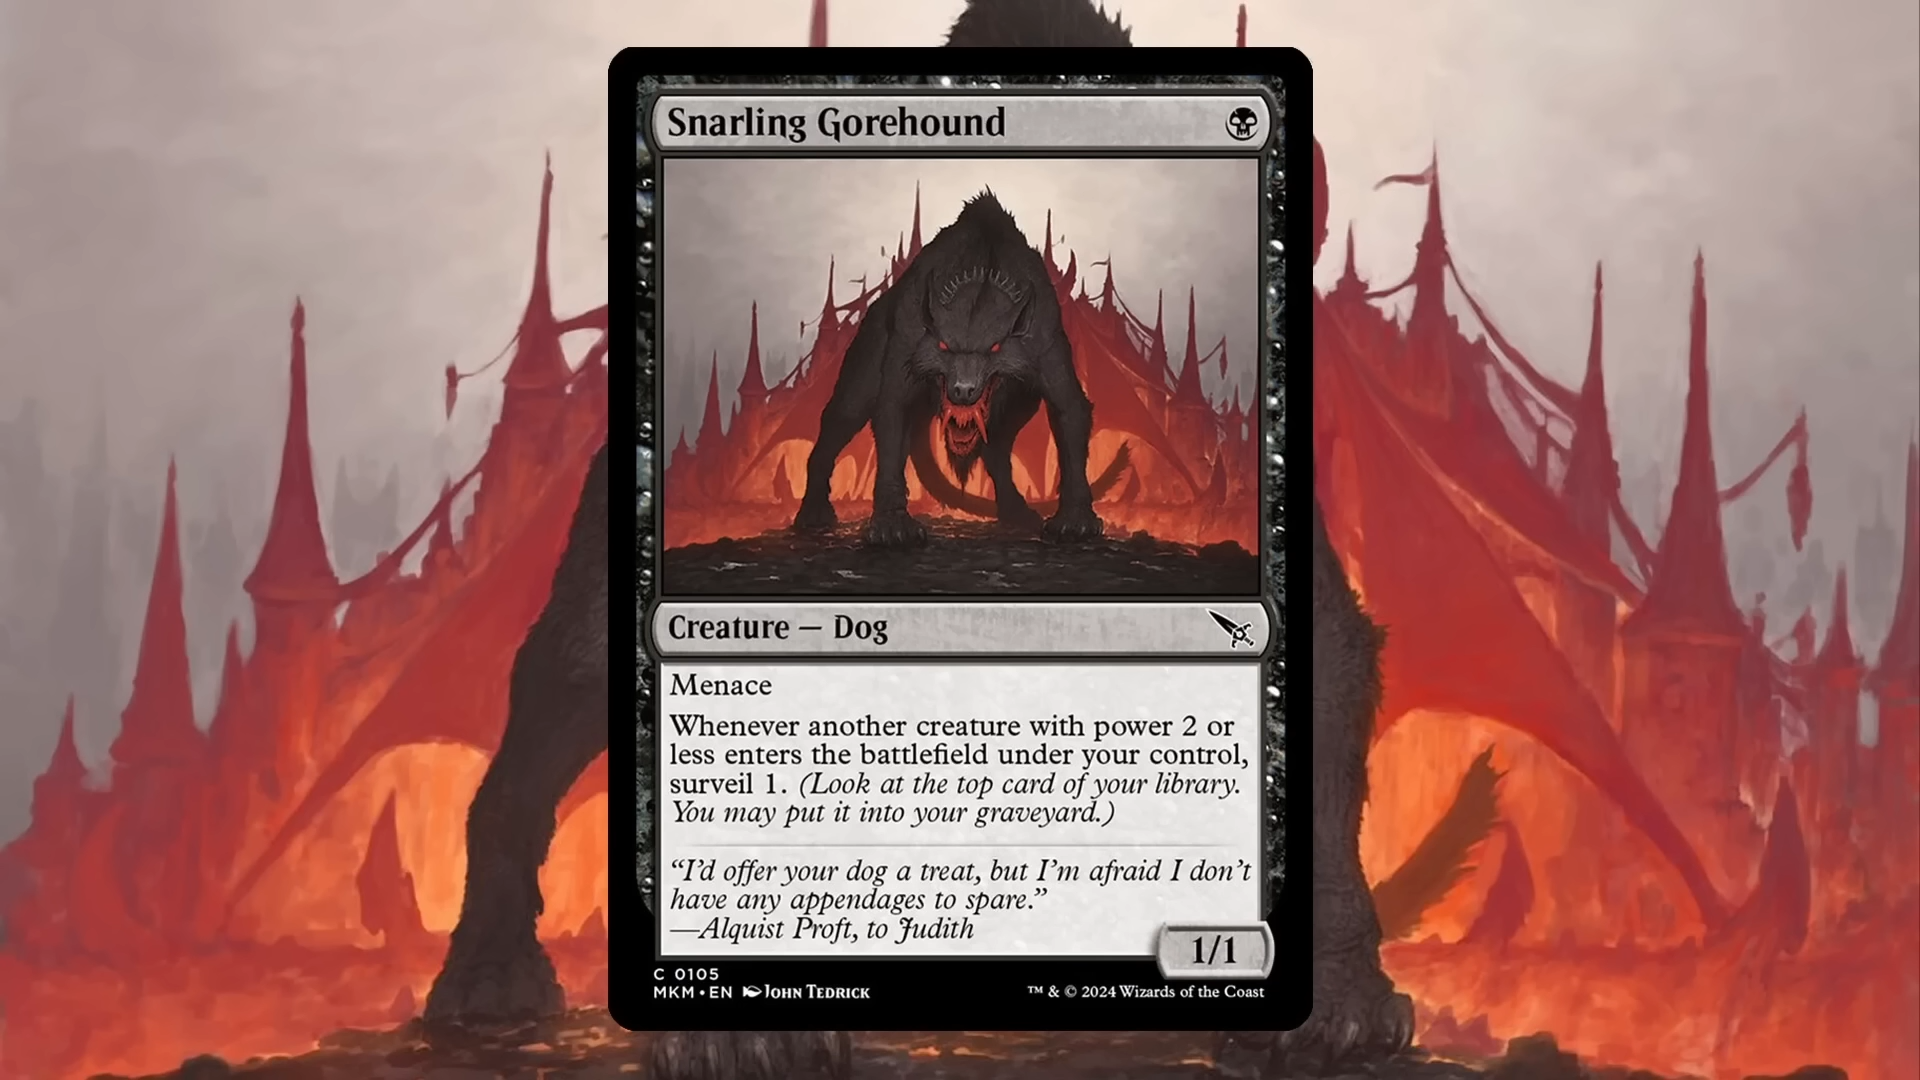 Snarling Gorehound
Creature — Dog
Menace
Whenever another creature with power 2 or
less enters the battlefield under your control,
surveil 1. (Look at the top card of your library.
You may put it into your graveyard.)
“I’d offer your dog a treat, but I’m afraid I don’t
have any appendages to spare.”
—Alquist Proft, to Judith
1/1
C 0105
MKM • EN John Tedrick
™ & © 2024 Wizards of the Coast